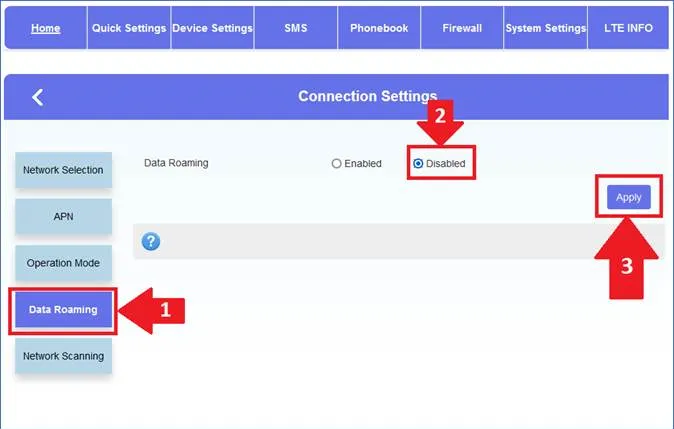 Home Quick Settings Device Settings SMS Phonebook Firewall System Settings LTE INFO
Connection Settings
2
Network Selection
Data Roaming Enabled Disabled
Apply
APN
?
Operation Mode
3
Data Roaming
1
Network Scanning